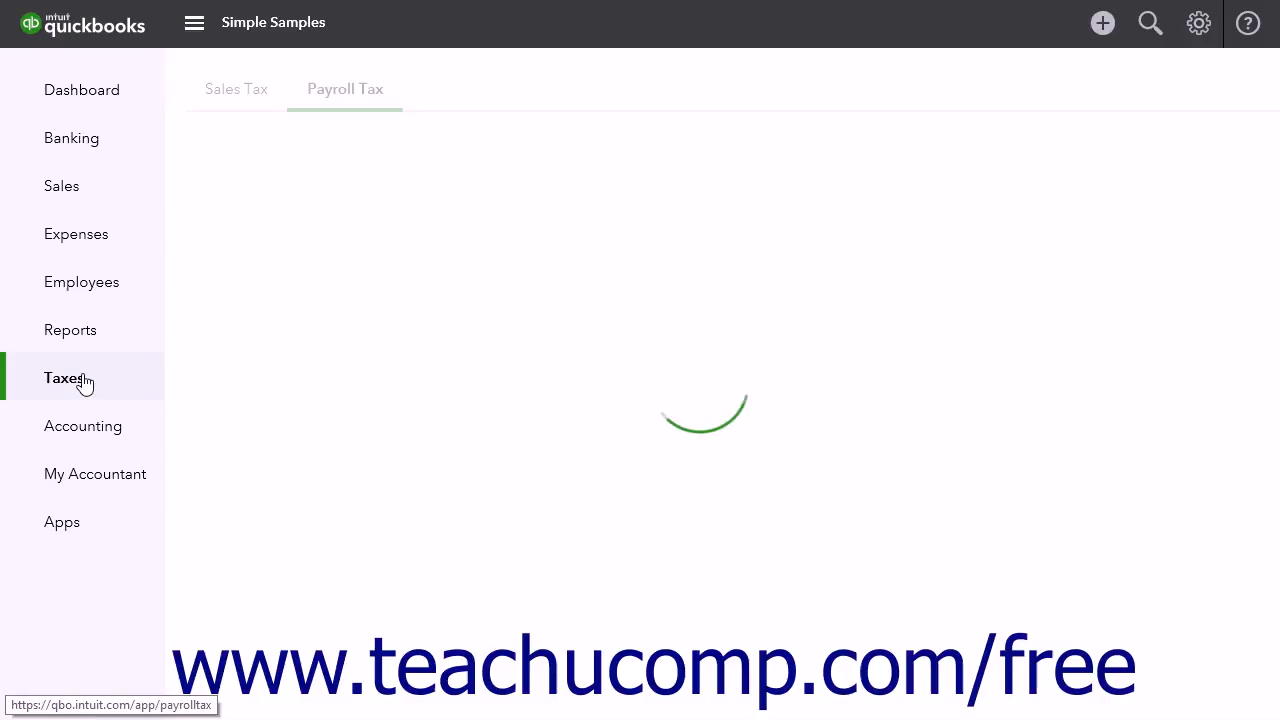 intuit
quickbooks
Simple Samples
Sales Tax
Payroll Tax
Dashboard
Banking
Sales
Expenses
Employees
Reports
Taxes
Accounting
My Accountant
Apps
www.teachucomp.com/free
https://qbo.intuit.com/app/payrolltax